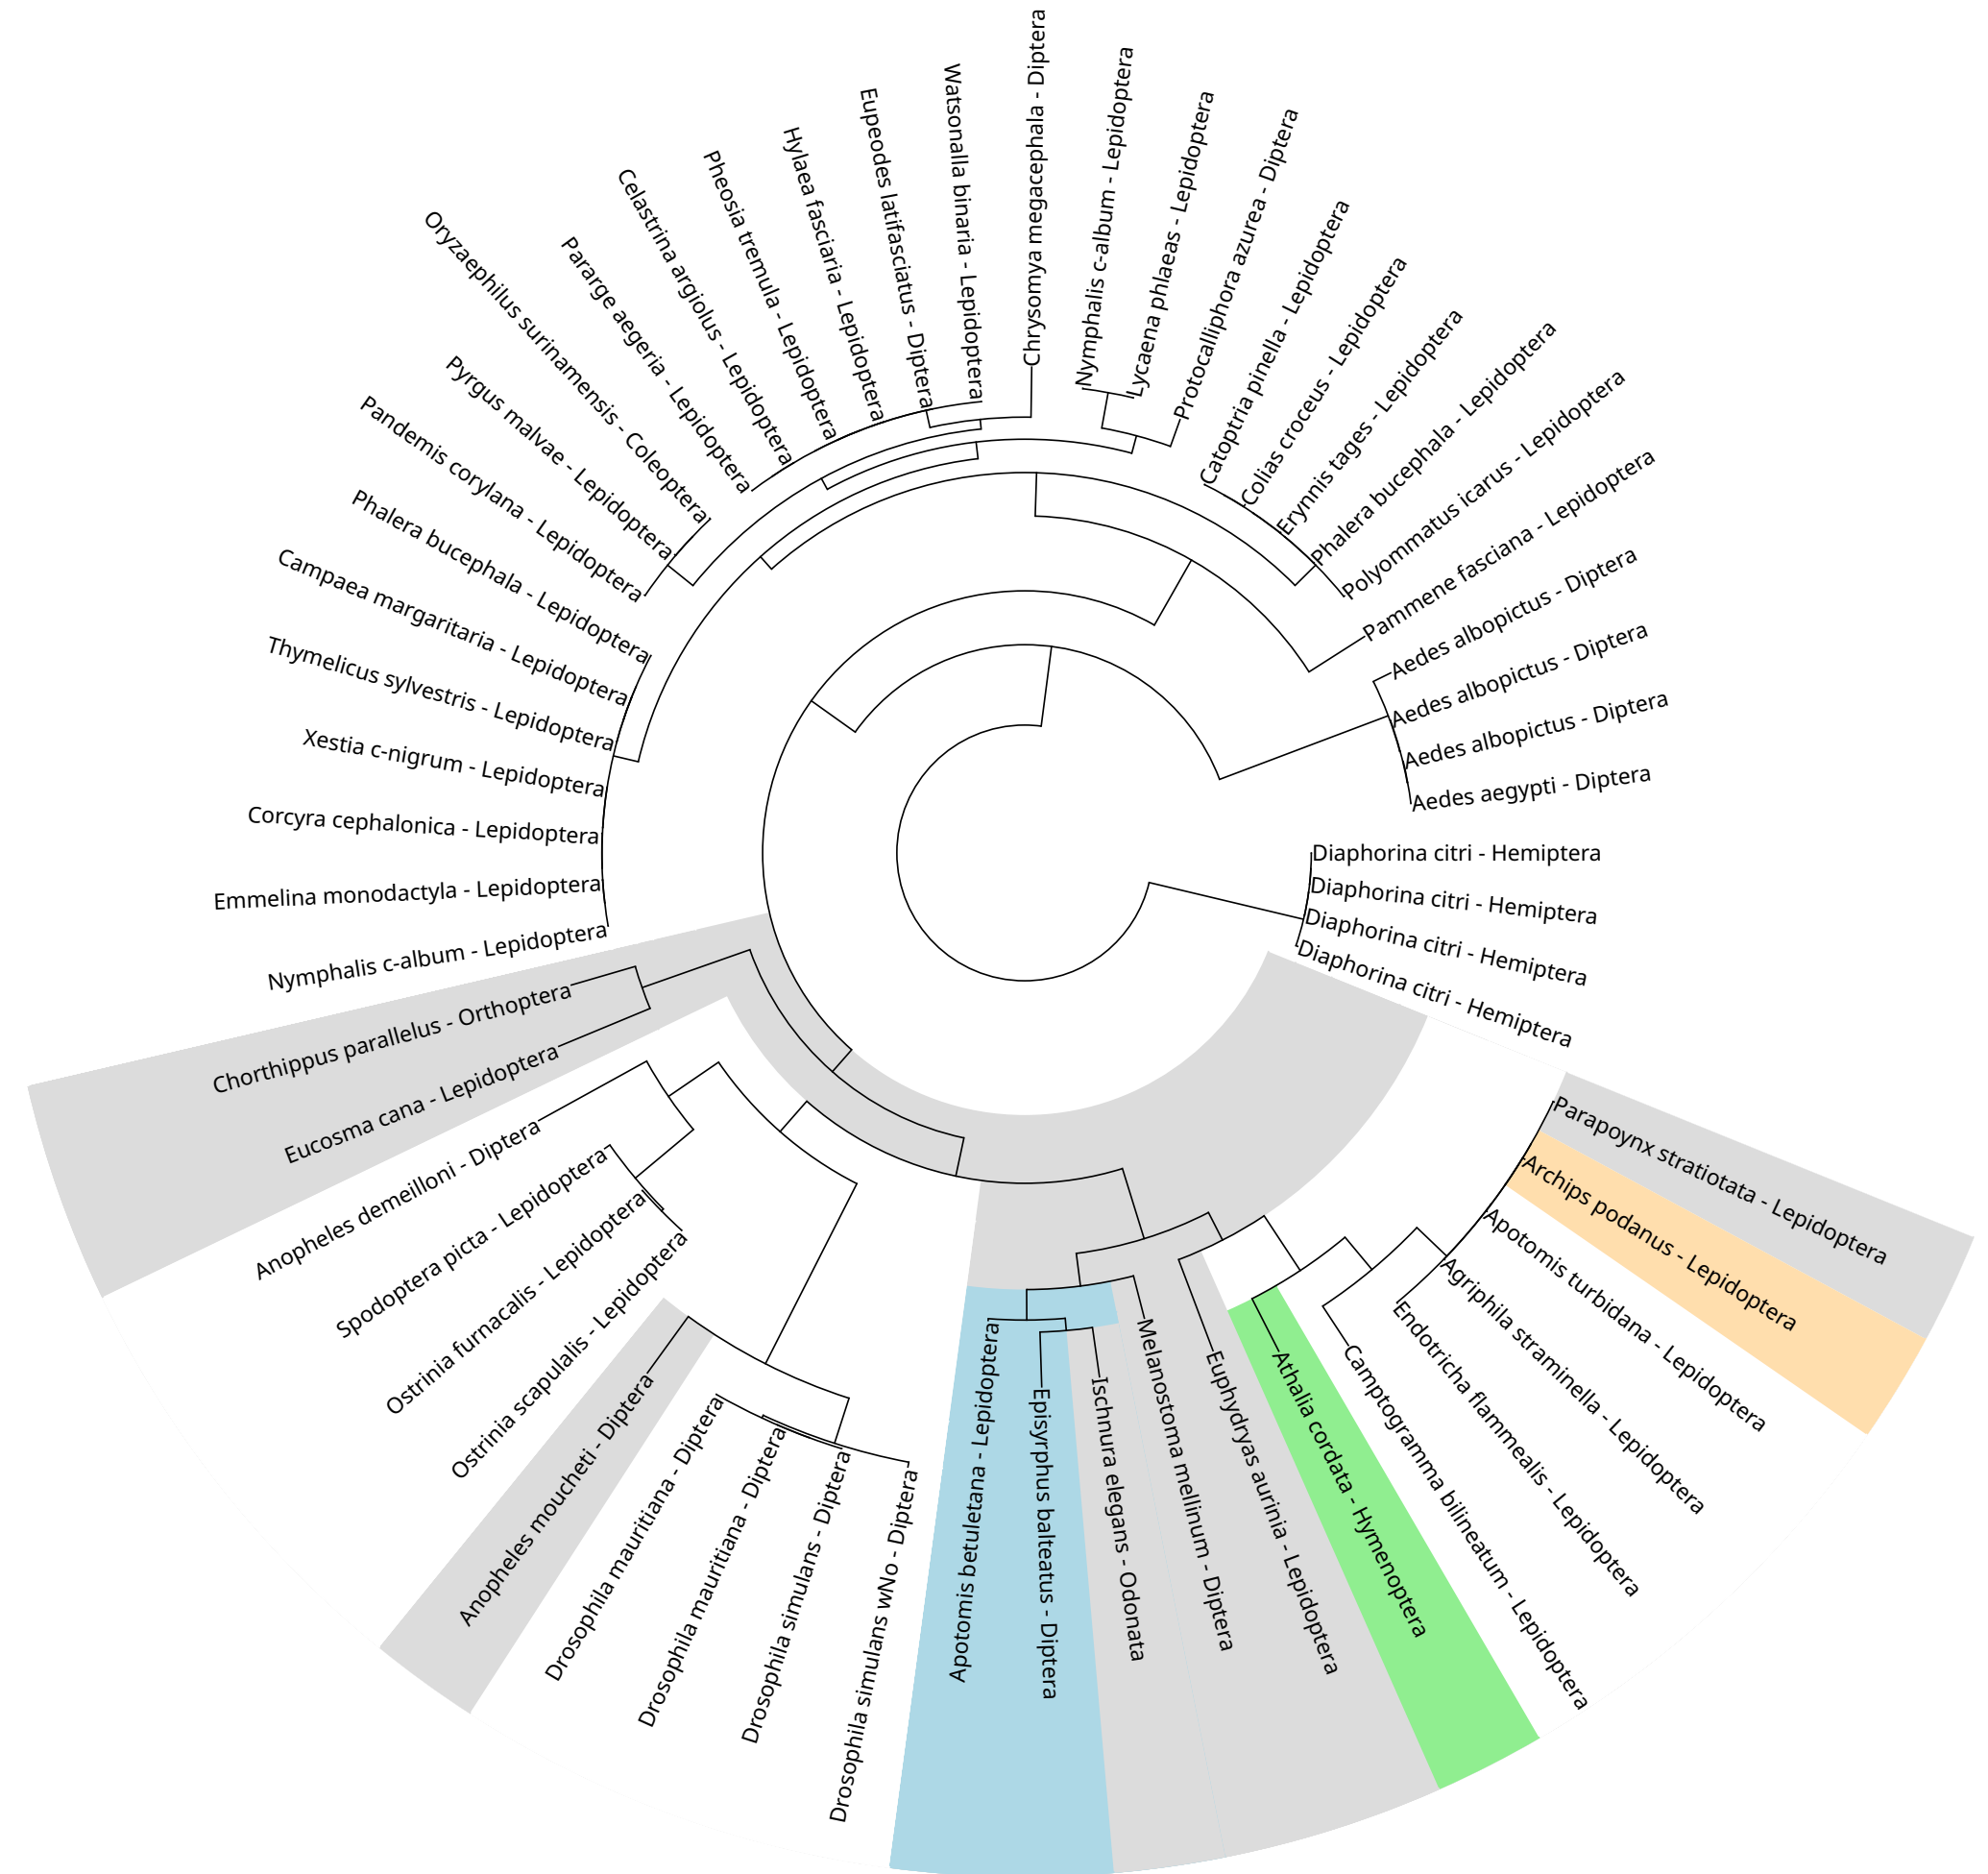 Chrysomya megacephala - Diptera
Nymphalis c-album - Lepidoptera
Lycaena phlaeas - Lepidoptera
Protocalliphora azurea - Diptera
Catoptria pinella - Lepidoptera
Colias croceus - Lepidoptera
Erynnis tages - Lepidoptera
Phalera bucephala - Lepidoptera
Polyommatus icarus - Lepidoptera
Pammene fasciana - Lepidoptera
Aedes albopictus - Diptera
Aedes albopictus - Diptera
Aedes albopictus - Diptera
Aedes aegypti - Diptera
Diaphorina citri - Hemiptera
Diaphorina citri - Hemiptera
Diaphorina citri - Hemiptera
Diaphorina citri - Hemiptera
Parapoynx stratiotata - Lepidoptera
Archips podanus - Lepidoptera
Apotomis turbidana - Lepidoptera
Agriphila straminella - Lepidoptera
Endotricha flammealis - Lepidoptera
Camptogramma bilineatum - Lepidoptera
Athalia cordata - Hymenoptera
Euphydryas aurinia - Lepidoptera
Melanostoma mellinum - Diptera
Ischnura elegans - Odonata
Episyrphus balteatus - Diptera
Apotomis betuletana - Lepidoptera
Drosophila simulans wNo - Diptera
Drosophila simulans - Diptera
Drosophila mauritiana - Diptera
Drosophila mauritiana - Diptera
Anopheles moucheti - Diptera
Ostrinia scapulalis - Lepidoptera
Ostrinia furnacalis - Lepidoptera
Spodoptera picta - Lepidoptera
Anopheles demeilloni - Diptera
Eucosma cana - Lepidoptera
Chorthippus parallelus - Orthoptera
Nymphalis c-album - Lepidoptera
Emmelina monodactyla - Lepidoptera
Corcyra cephalonica - Lepidoptera
Xestia c-nigrum - Lepidoptera
Thymelicus sylvestris - Lepidoptera
Campaea margaritaria - Lepidoptera
Phalera bucephala - Lepidoptera
Pandemis corylana - Lepidoptera
Pyrgus malvae - Lepidoptera
Oryzaephilus surinamensis - Coleoptera
Pararge aegeria - Lepidoptera
Celastrina argiolus - Lepidoptera
Pheosia tremula - Lepidoptera
Hylaea fasciaria - Lepidoptera
Eupeodes latifasciatus - Diptera
Watsonalla binaria - Lepidoptera